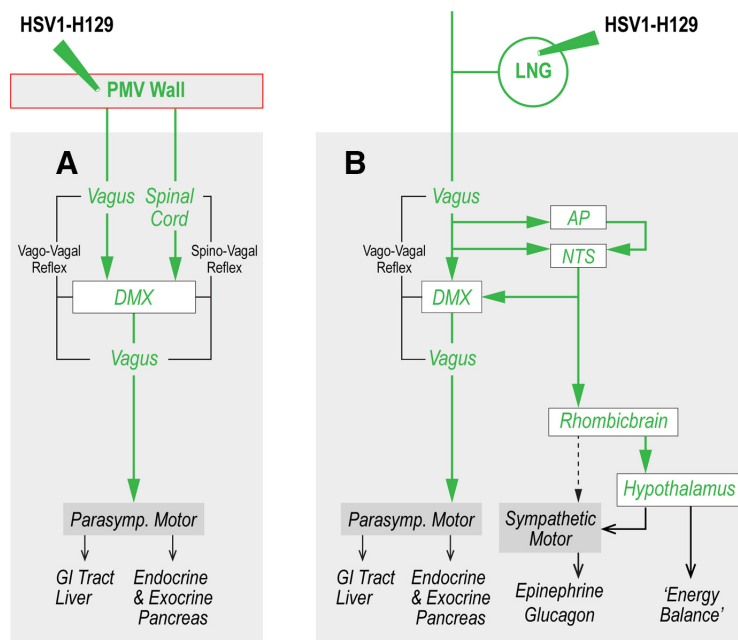 HSV1-H129
PMV Wall
A
Vagus
Spinal
Cord
Vago-Vagal
Reflex
Spino-Vagal
Reflex
DMX
Vagus
Parasymp. Motor
GI Tract
Liver
Endocrine
& Exocrine
Pancreas
HSV1-H129
LNG
B
Vagus
AP
NTS
Vago-Vagal
Reflex
DMX
Vagus
Rhombicbrain
Hypothalamus
Parasymp. Motor
Sympathetic
Motor
GI Tract
Liver
Endocrine
& Exocrine
Pancreas
Epinephrine
Glucagon
‘Energy
Balance’